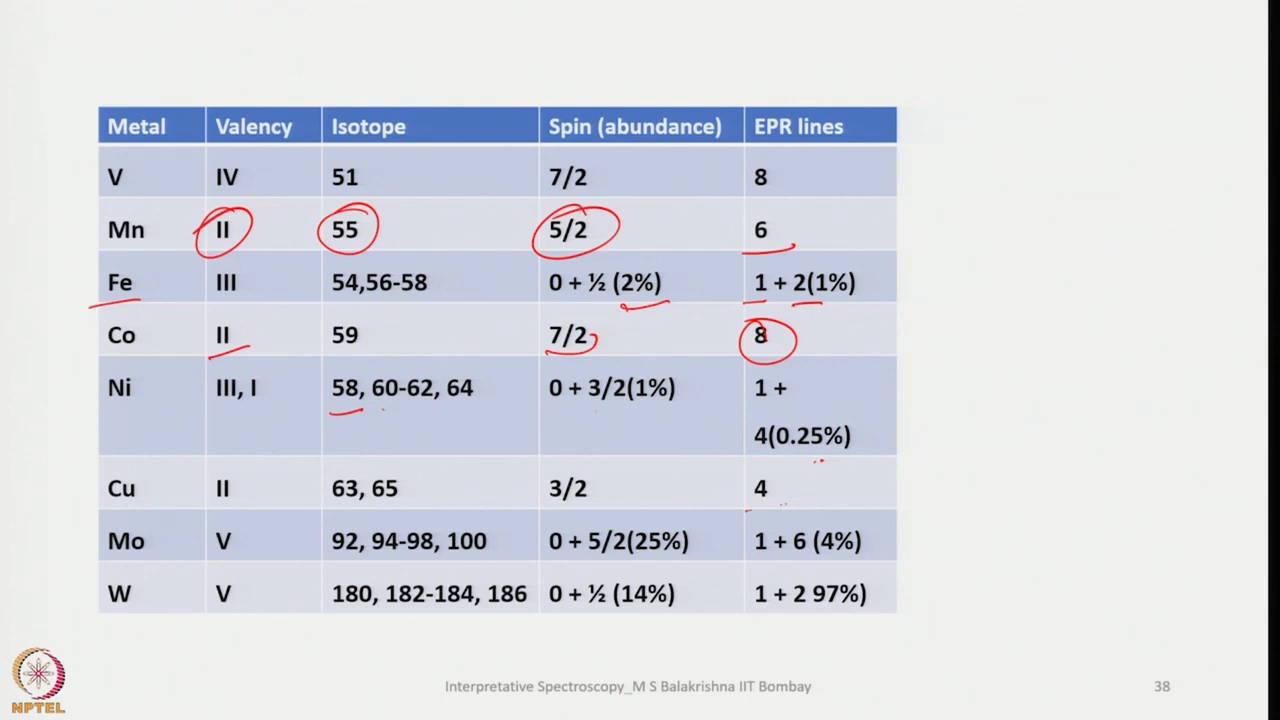 Metal Valency Isotope Spin (abundance) EPR lines
V IV 51 7/2 8
Mn II 55 5/2 6
Fe III 54,56-58 0 + ½ (2%) 1 + 2(1%)
Co II 59 7/2 8
Ni III, I 58, 60-62, 64 0 + 3/2(1%) 1 +
4(0.25%)
Cu II 63, 65 3/2 4
Mo V 92, 94-98, 100 0 + 5/2(25%) 1 + 6 (4%)
W V 180, 182-184, 186 0 + ½ (14%) 1 + 2 97%)
NPTEL
Interpretative Spectroscopy_M S Balakrishna IIT Bombay 38